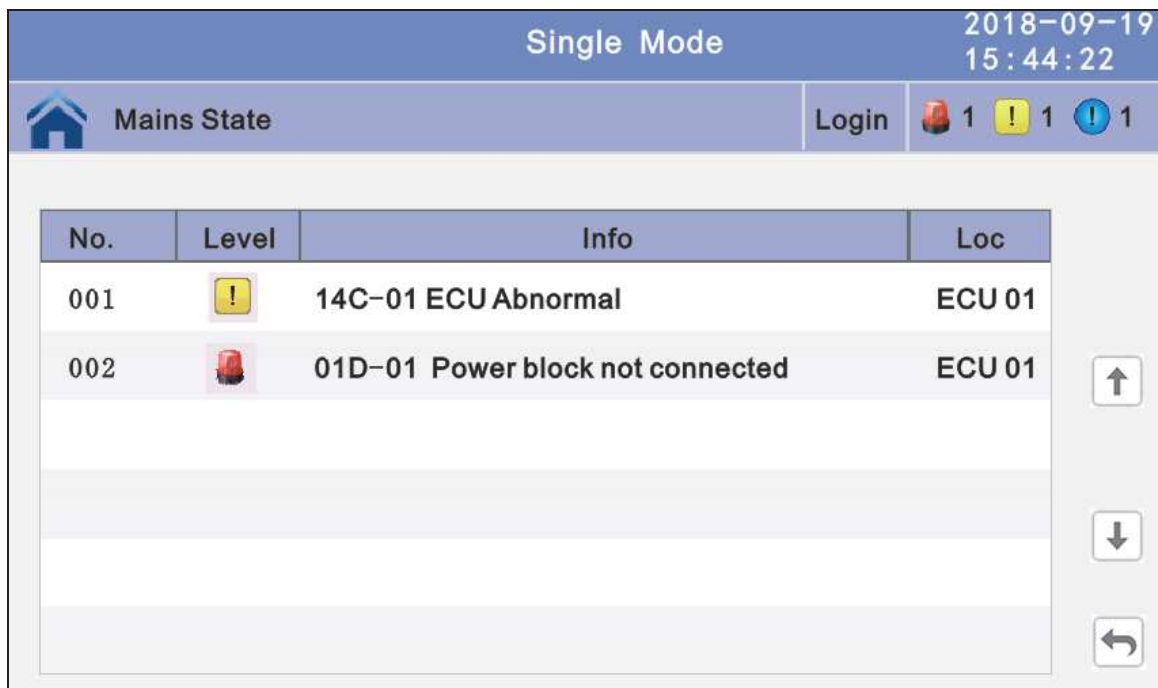 Single Mode
2018-09-19
15:44:22
Mains State Login 1 ! 1 ! 1
No. Level Info Loc
001 ! 14C-01 ECU Abnormal ECU 01
002 01D-01 Power block not connected ECU 01